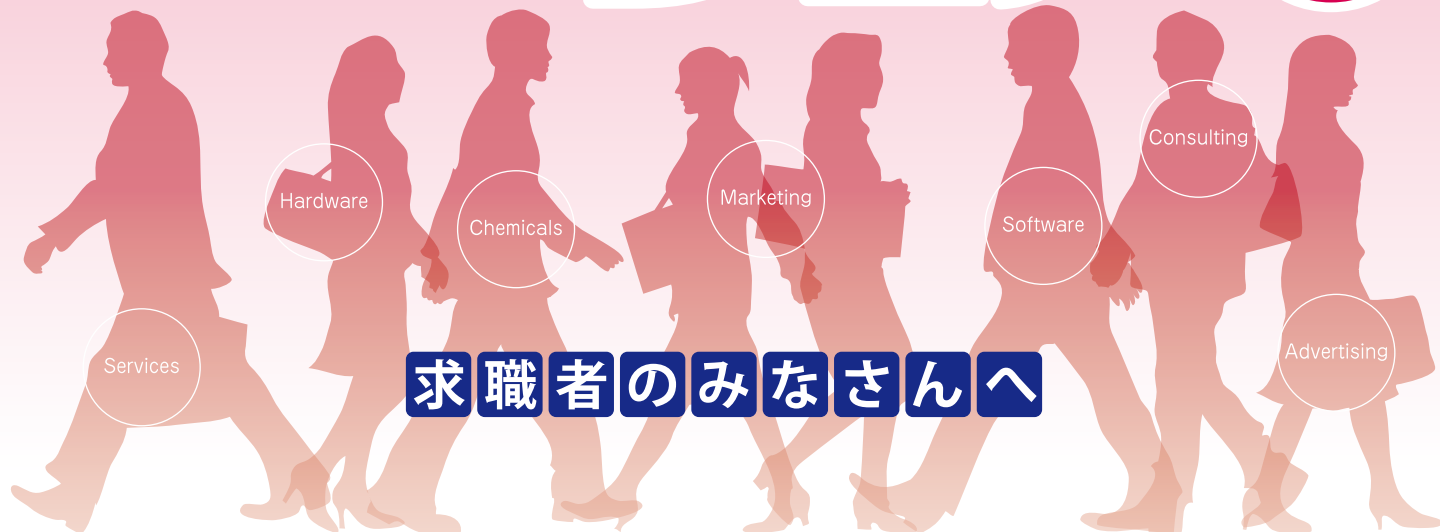 Consulting
Hardware
Marketing
Chemicals
Software
Services
Advertising
求職者のみなさんへ